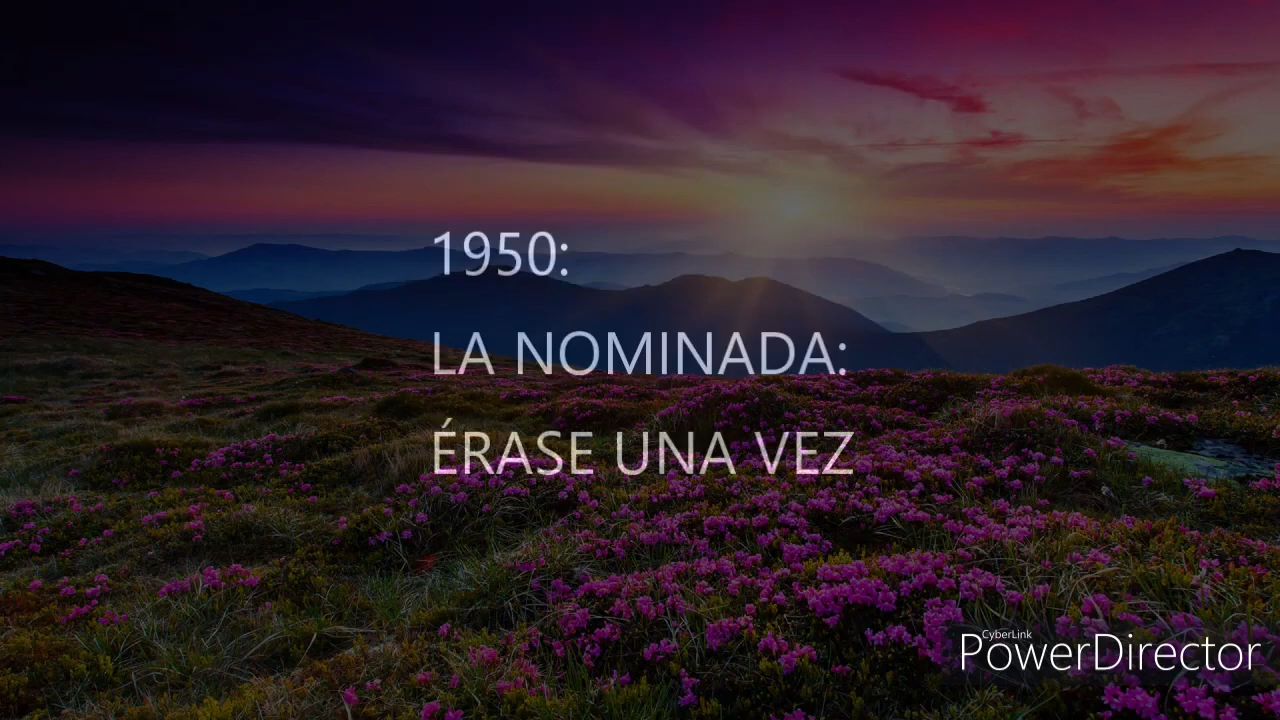 1950:
LA NOMINADA:
ÉRASE UNA VEZ
CyberLink
PowerDirector